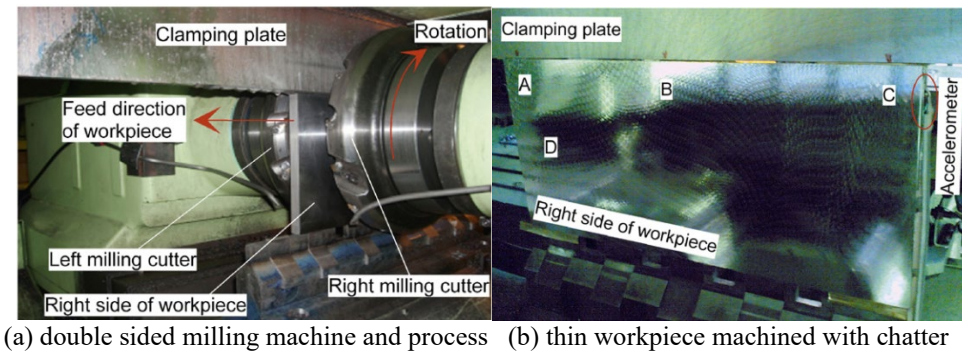 Clamping plate
Rotation
Feed direction
of workpiece
Left milling cutter
Right side of workpiece
Right milling cutter
(a) double sided milling machine and process
Clamping plate
A
B
C
D
Accelerometer
Right side of workpiece
(b) thin workpiece machined with chatter